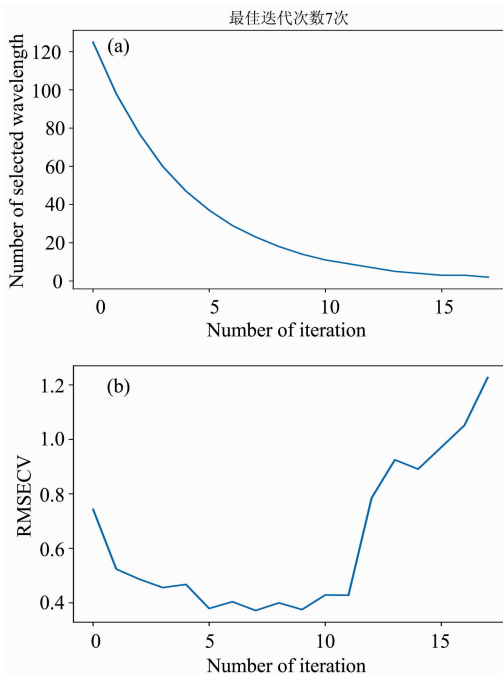 最佳迭代次数7次
(a)
Number of selected wavelength
120
100
80
60
40
20
0
0 5 10 15
Number of iteration
(b)
RMSECV
1.2
1.0
0.8
0.6
0.4
0 5 10 15
Number of iteration